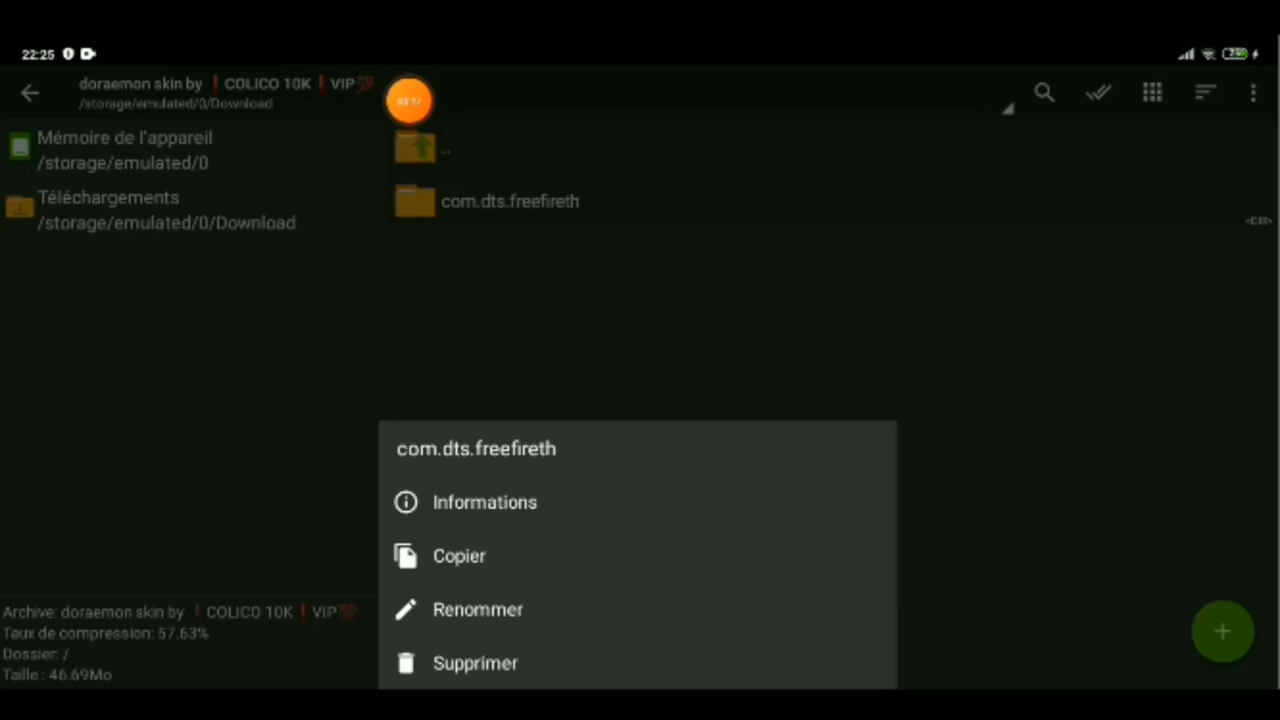 22:25
doraemon skin by ❗COLICO 10K❗VIP💯
/storage/emulated/0/Download
Mémoire de l'appareil
/storage/emulated/0
Téléchargements
/storage/emulated/0/Download
..
com.dts.freefireth
<DIR>
com.dts.freefireth
Informations
Copier
Renommer
Supprimer
Archive: doraemon skin by ❗COLICO 10K❗VIP💯
Taux de compression: 57.63%
Dossier: /
Taille : 46.69Mo